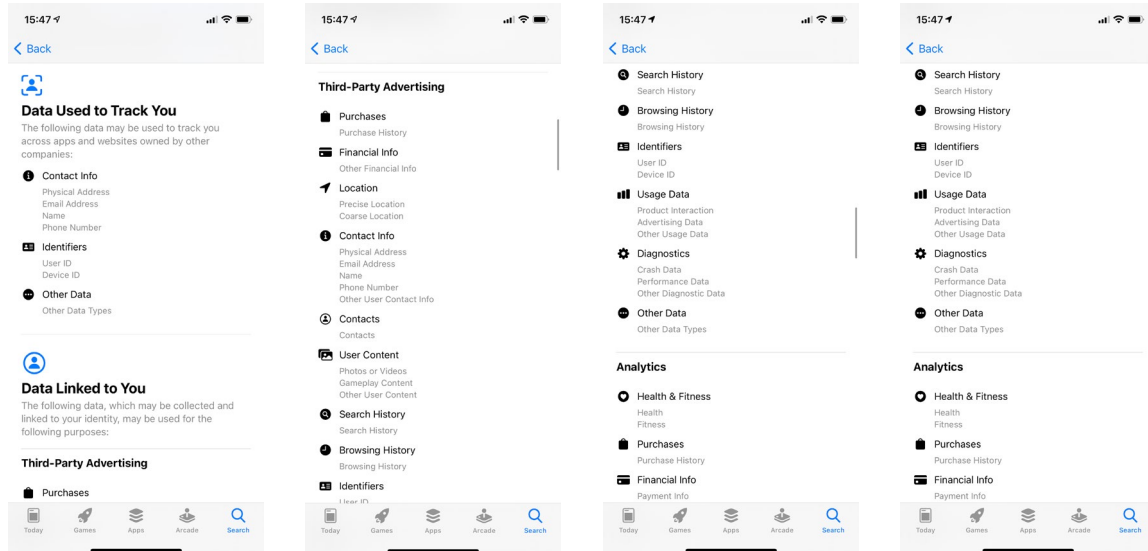 15:47
Back
Data Used to Track You
The following data may be used to track you
across apps and websites owned by other
companies:
Contact Info
Physical Address
Email Address
Name
Phone Number
Identifiers
User ID
Device ID
Other Data
Other Data Types
Data Linked to You
The following data, which may be collected and
linked to your identity, may be used for the
following purposes:
Third-Party Advertising
Purchases
Today
Games
Apps
Arcade
Search
15:47
Back
Third-Party Advertising
Purchases
Purchase History
Financial Info
Other Financial Info
Location
Precise Location
Coarse Location
Contact Info
Physical Address
Email Address
Name
Phone Number
Other User Contact Info
Contacts
Contacts
User Content
Photos or Videos
Gameplay Content
Other User Content
Search History
Search History
Browsing History
Browsing History
Identifiers
User ID
Today
Games
Apps
Arcade
Search
15:47
Back
Search History
Search History
Browsing History
Browsing History
Identifiers
User ID
Device ID
Usage Data
Product Interaction
Advertising Data
Other Usage Data
Diagnostics
Crash Data
Performance Data
Other Diagnostic Data
Other Data
Other Data Types
Analytics
Health & Fitness
Health
Fitness
Purchases
Purchase History
Financial Info
Payment Info
Today
Games
Apps
Arcade
Search
15:47
Back
Search History
Search History
Browsing History
Browsing History
Identifiers
User ID
Device ID
Usage Data
Product Interaction
Advertising Data
Other Usage Data
Diagnostics
Crash Data
Performance Data
Other Diagnostic Data
Other Data
Other Data Types
Analytics
Health & Fitness
Health
Fitness
Purchases
Purchase History
Financial Info
Payment Info
Today
Games
Apps
Arcade
Search